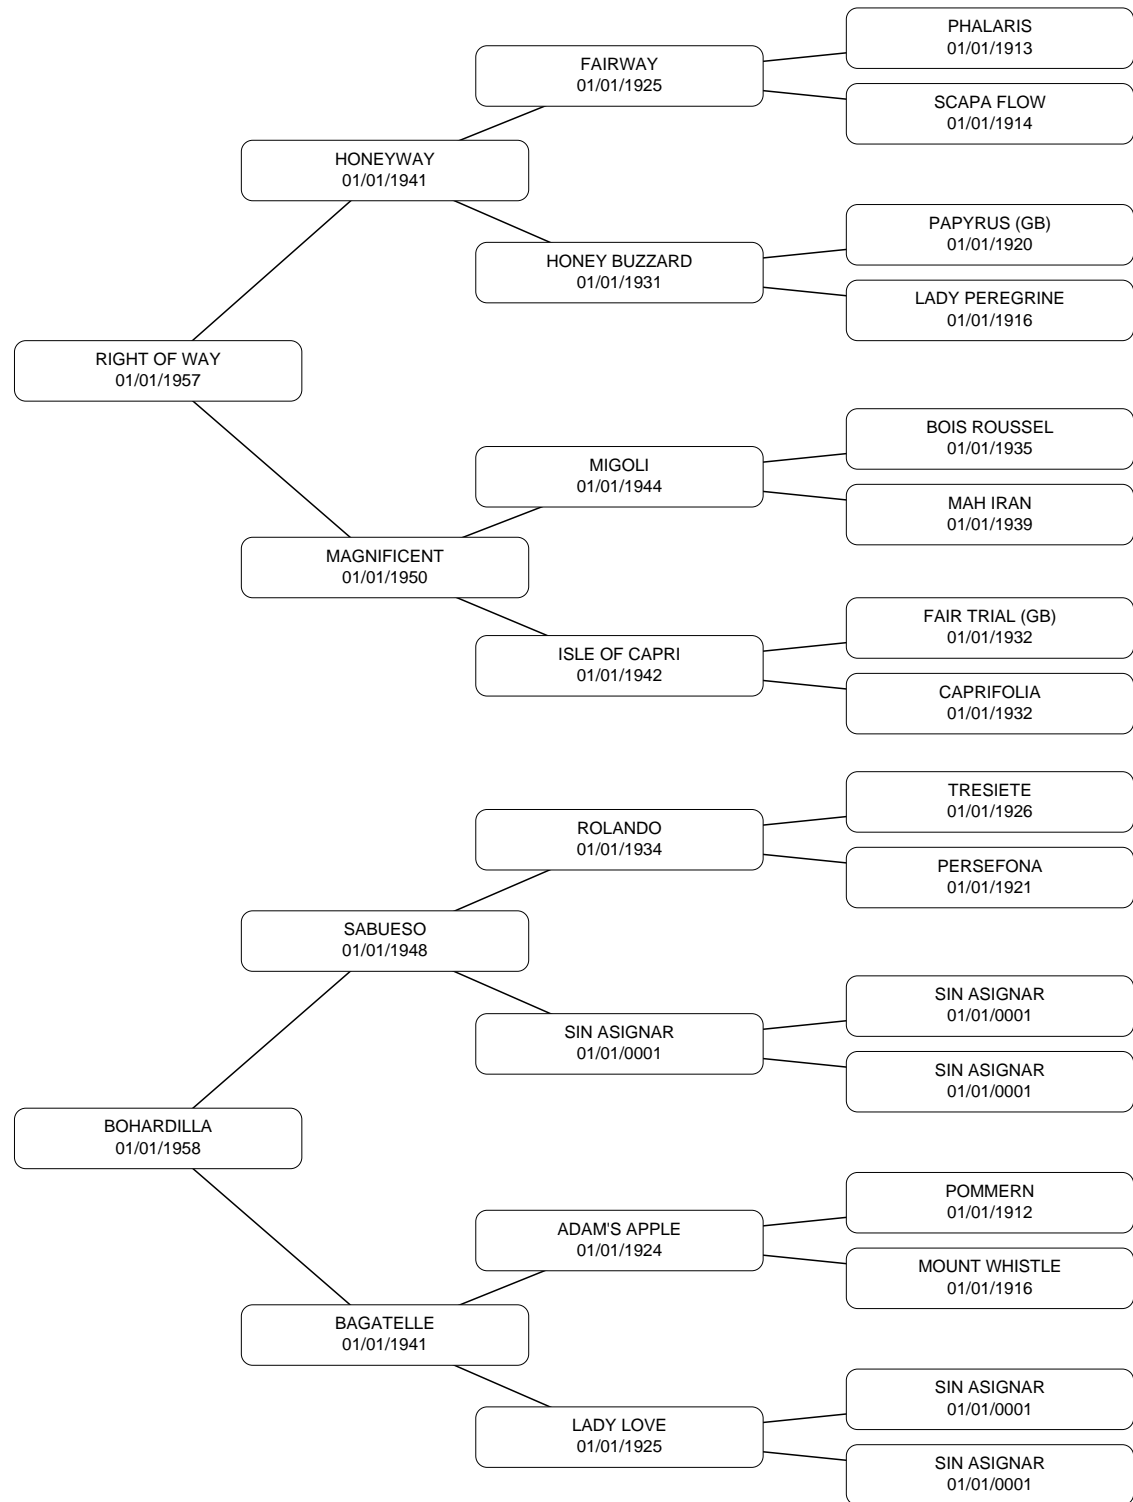 PHALARIS
01/01/1913
FAIRWAY
01/01/1925
SCAPA FLOW
01/01/1914
HONEYWAY
01/01/1941
PAPYRUS (GB)
01/01/1920
HONEY BUZZARD
01/01/1931
LADY PEREGRINE
01/01/1916
RIGHT OF WAY
01/01/1957
BOIS ROUSSEL
01/01/1935
MIGOLI
01/01/1944
MAH IRAN
01/01/1939
MAGNIFICENT
01/01/1950
FAIR TRIAL (GB)
01/01/1932
ISLE OF CAPRI
01/01/1942
CAPRIFOLIA
01/01/1932
TRESIETE
01/01/1926
ROLANDO
01/01/1934
PERSEFONA
01/01/1921
SABUESO
01/01/1948
SIN ASIGNAR
01/01/0001
SIN ASIGNAR
01/01/0001
SIN ASIGNAR
01/01/0001
BOHARDILLA
01/01/1958
POMMERN
01/01/1912
ADAM'S APPLE
01/01/1924
MOUNT WHISTLE
01/01/1916
BAGATELLE
01/01/1941
SIN ASIGNAR
01/01/0001
LADY LOVE
01/01/1925
SIN ASIGNAR
01/01/0001